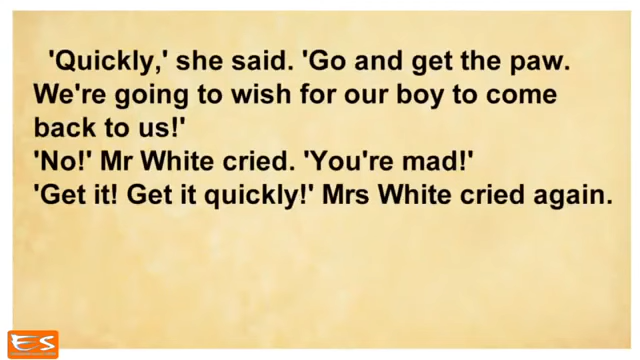 'Quickly,' she said. 'Go and get the paw.
We're going to wish for our boy to come
back to us!'
'No!' Mr White cried. 'You're mad!'
'Get it! Get it quickly!' Mrs White cried again.
ES